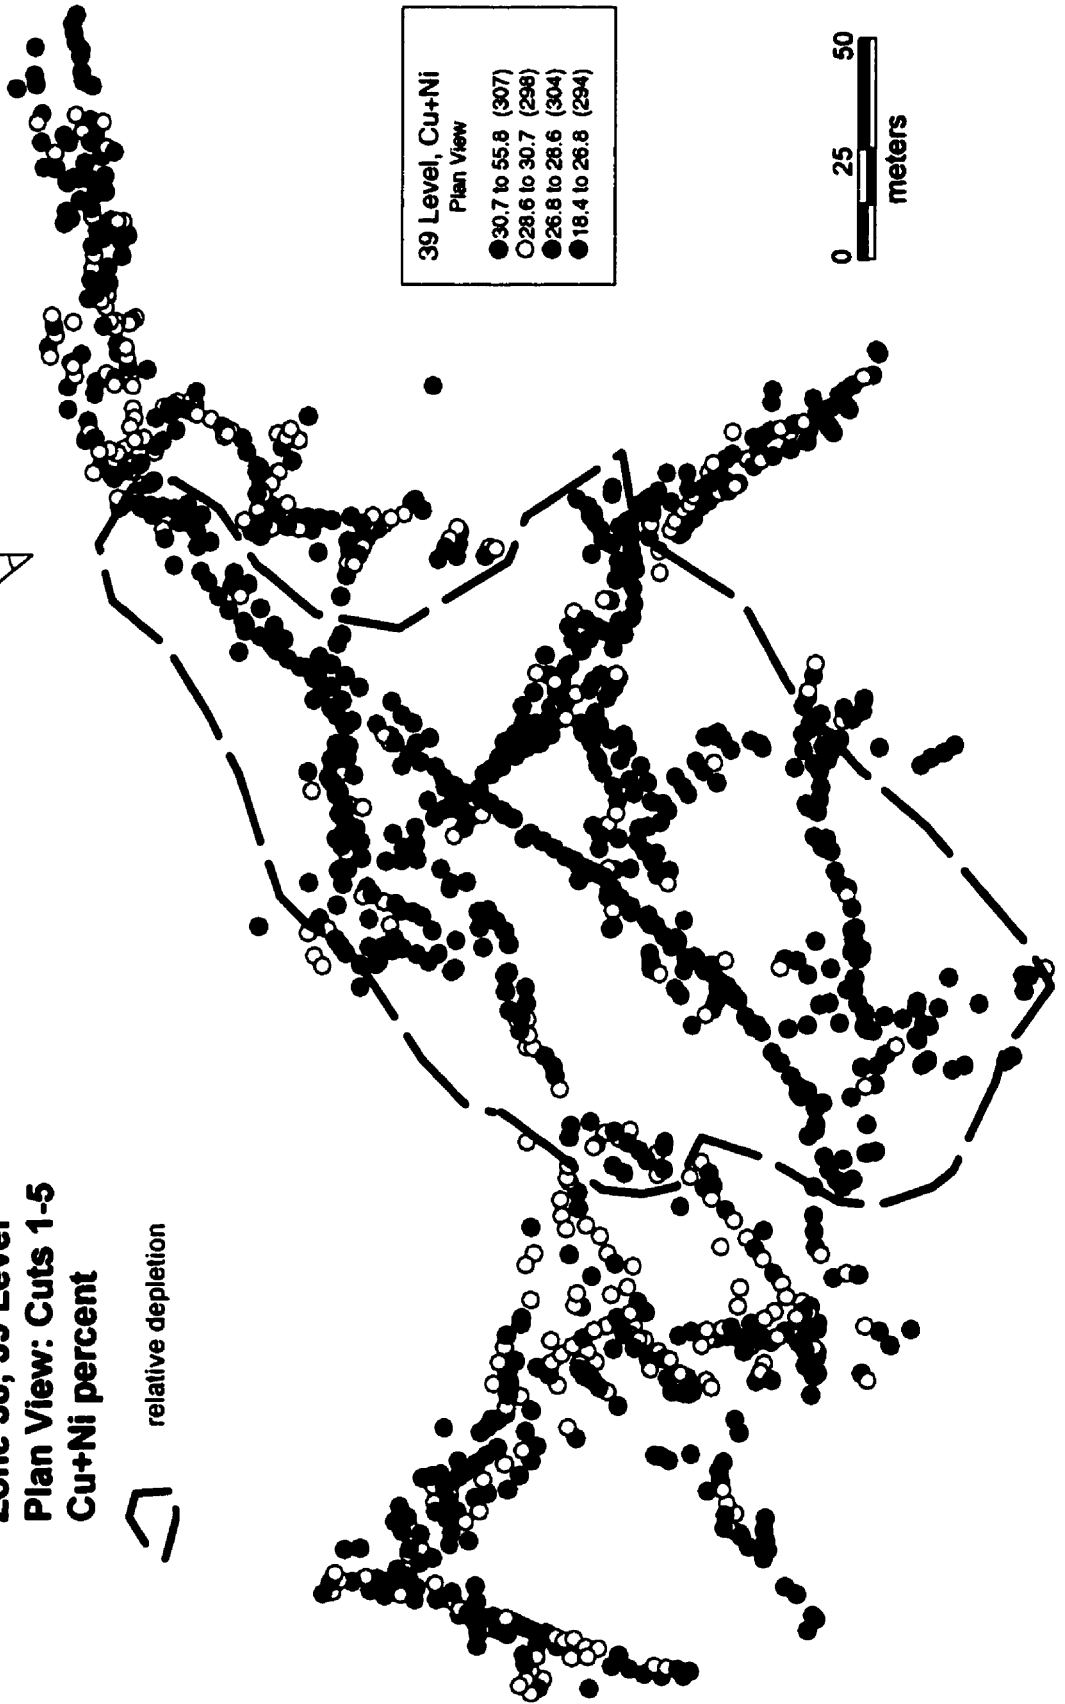 Plan View: Cuts 1-5
Cu+Ni percent
relative depletion
39 Level, Cu+Ni
Plan View
30.7 to 55.8 (307)
28.6 to 30.7 (298)
26.8 to 28.6 (304)
18.4 to 26.8 (294)
0 25 50
meters